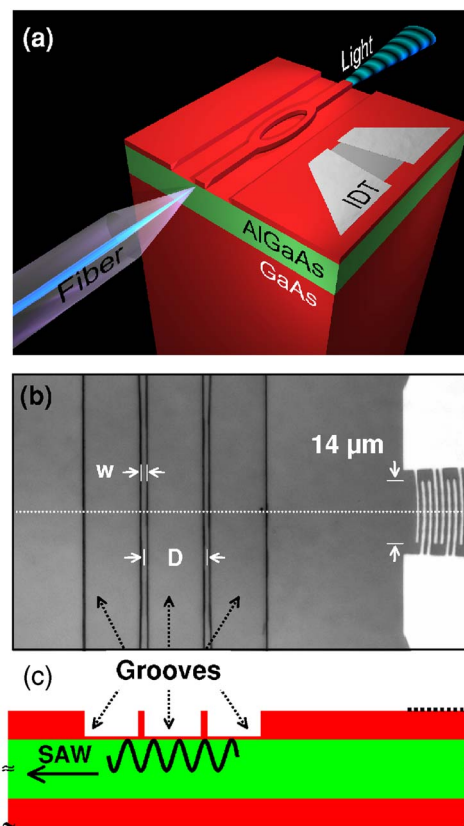 (a)
Light
IDT
AlGaAs
GaAs
Fiber
(b)
14 µm
w
D
Grooves
(c)
SAW
≈
≈